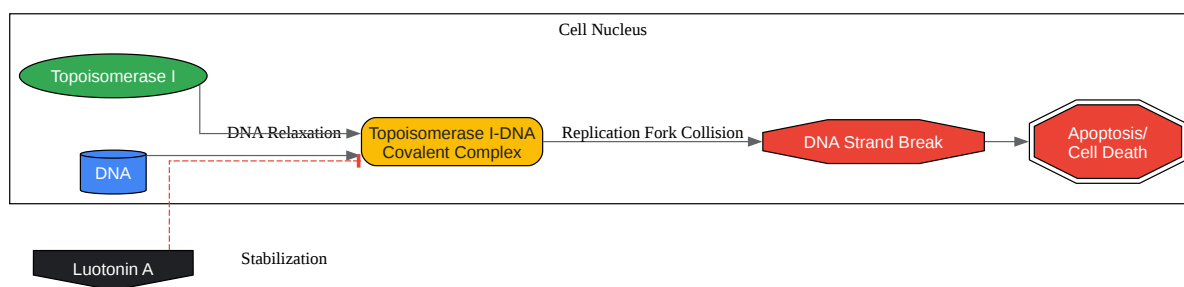 Cell Nucleus
Topoisomerase I
DNA Relaxation
Topoisomerase I-DNA
Covalent Complex
Replication Fork Collision
DNA Strand Break
Apoptosis/
Cell Death
DNA
Luotonin A
Stabilization